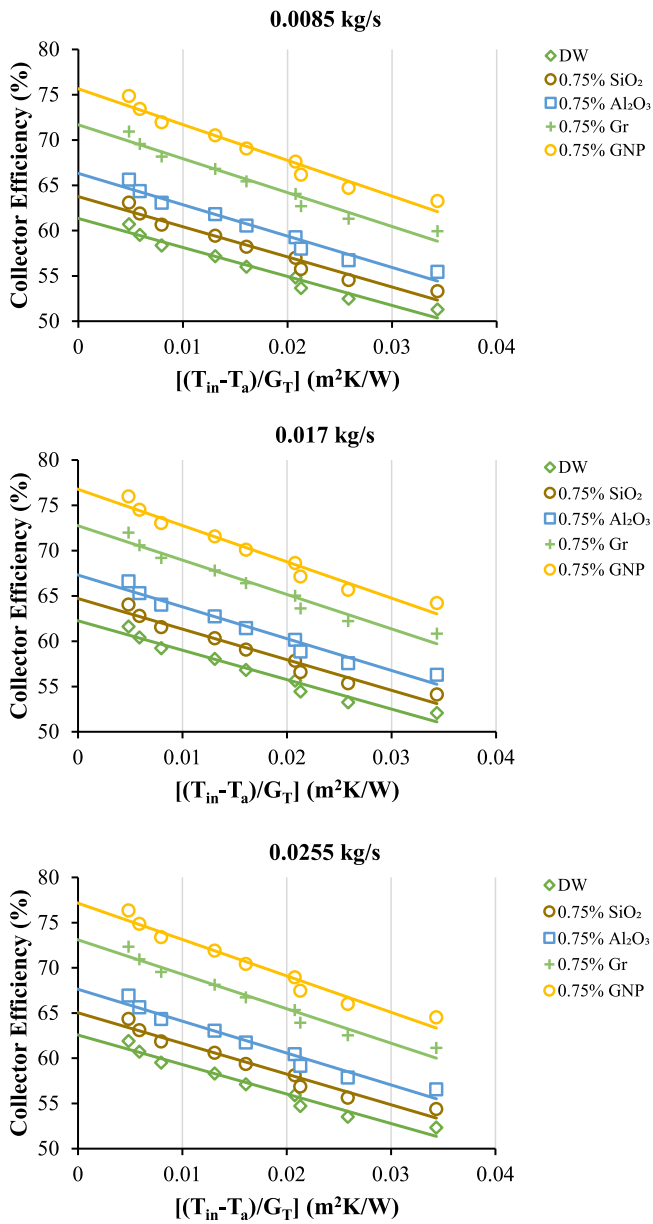 0.0085 kg/s
Collector Efficiency (%)
80
75
70
65
60
55
50
0
0.01
0.02
0.03
0.04
[(Tᵢₙ-Tₐ)/G_T] (m²K/W)
DW
0.75% SiO₂
0.75% Al₂O₃
0.75% Gr
0.75% GNP
0.017 kg/s
Collector Efficiency (%)
80
75
70
65
60
55
50
0
0.01
0.02
0.03
0.04
[(Tᵢₙ-Tₐ)/G_T] (m²K/W)
DW
0.75% SiO₂
0.75% Al₂O₃
0.75% Gr
0.75% GNP
0.0255 kg/s
Collector Efficiency (%)
80
75
70
65
60
55
50
0
0.01
0.02
0.03
0.04
[(Tᵢₙ-Tₐ)/G_T] (m²K/W)
DW
0.75% SiO₂
0.75% Al₂O₃
0.75% Gr
0.75% GNP